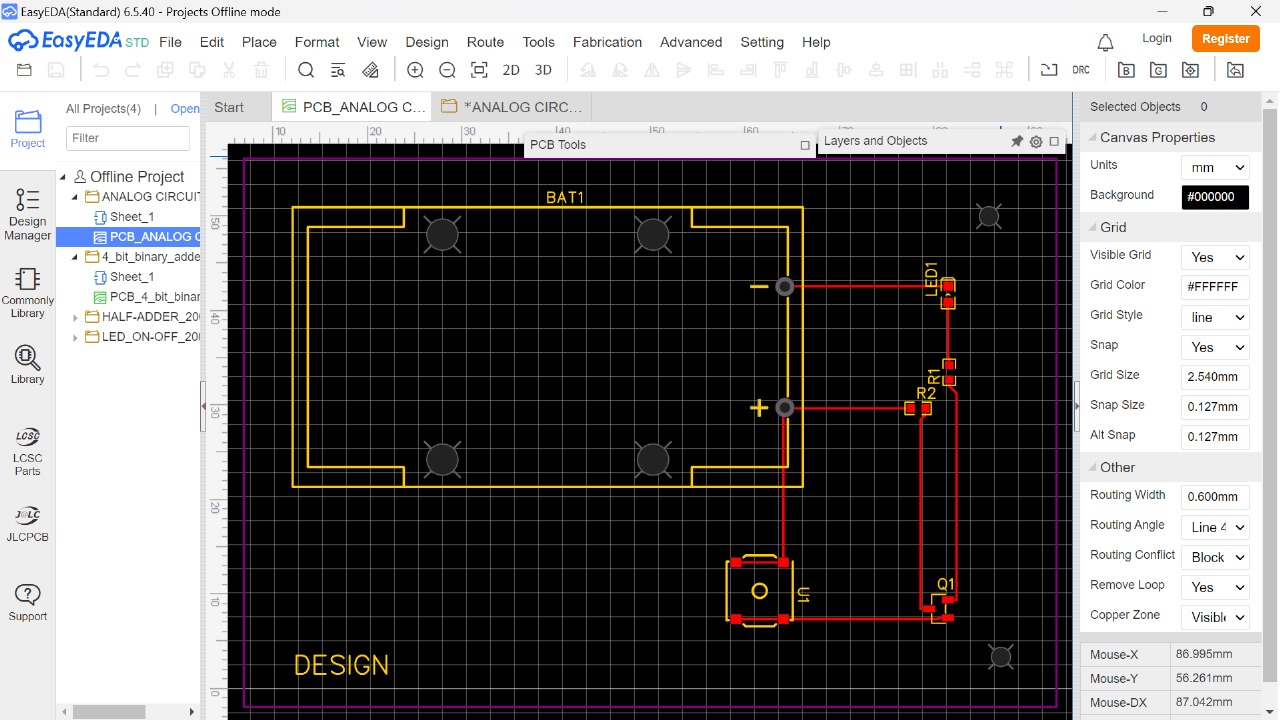 EasyEDA(Standard) 6.5.40 - Projects Offline mode
EasyEDA STD File Edit Place Format View Design Route Tools Fabrication Advanced Setting Help Login Register
2D 3D DRC B G
All Projects(4) | Open
Start PCB_ANALOG C... *ANALOG CIRC...
Filter
Project
Design Manager
Commonly Library
Library
LCSC
LCSC Parts
J@LC
JLCPCB
Support
Offline Project
ANALOG CIRCUIT
Sheet_1
PCB_ANALOG C
4_bit_binary_adde
Sheet_1
PCB_4_bit_binar
HALF-ADDER_20
LED_ON-OFF_20
10 20 30 40 50 60
PCB Tools
Layers and Objects
50
40
30
20
10
0
BAT1
−
+
LED1
R1
R2
U1
Q1
DESIGN
Selected Objects 0
Canvas Properties
Units mm
Background #000000
Grid
Visible Grid Yes
Grid Color #FFFFFF
Grid Style line
Snap Yes
Grid Size 2.540mm
Snap Size 0.127mm
Alt Snap 0.127mm
Other
Routing Width 0.600mm
Routing Angle Line 4
Routing Conflict Block
Remove Loop Yes
Copper Zone Visible
Mouse-X 86.995mm
Mouse-Y 56.261mm
Mouse-DX 87.042mm